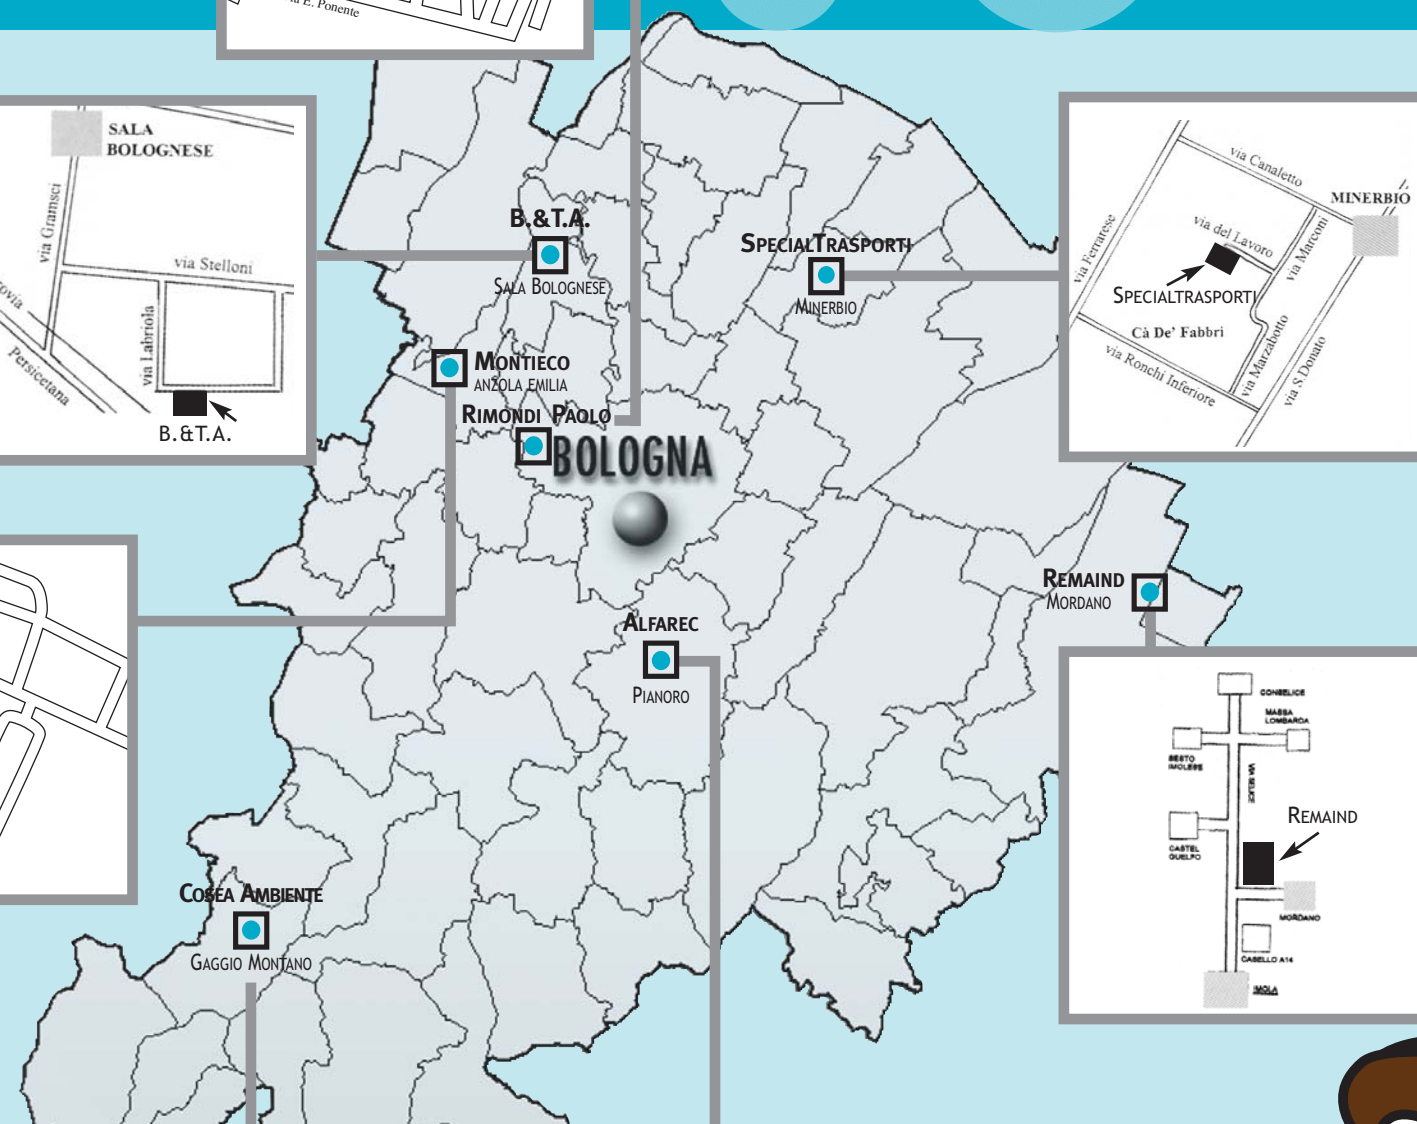 E. Ponente
SALA
BOLOGNESE
via Gramsci
via Stelloni
via Labriola
Persicetana
B.&T.A.
B.&T.A.
SALA BOLOGNESE
SPECIALTRASPORTI
MINERBIO
via Canaletto
MINERBIO
via Ferrarese
via del Lavoro
via Marconi
SPECIALTRASPORTI
Cà De' Fabbri
via Marzabotto
via Ronchi Inferiore
via S.Donato
MONTIECO
ANZOLA EMILIA
RIMONDI PAOLO
BOLOGNA
REMAIND
MORDANO
ALFAREC
PIANORO
COSEA AMBIENTE
GAGGIO MONTANO
CONSELICE
MASSA
LOMBARDA
SESTO
IMOLESE
VIA SELICE
REMAIND
CASTEL
GUELFO
MORDANO
CASELLO A14
IMOLA